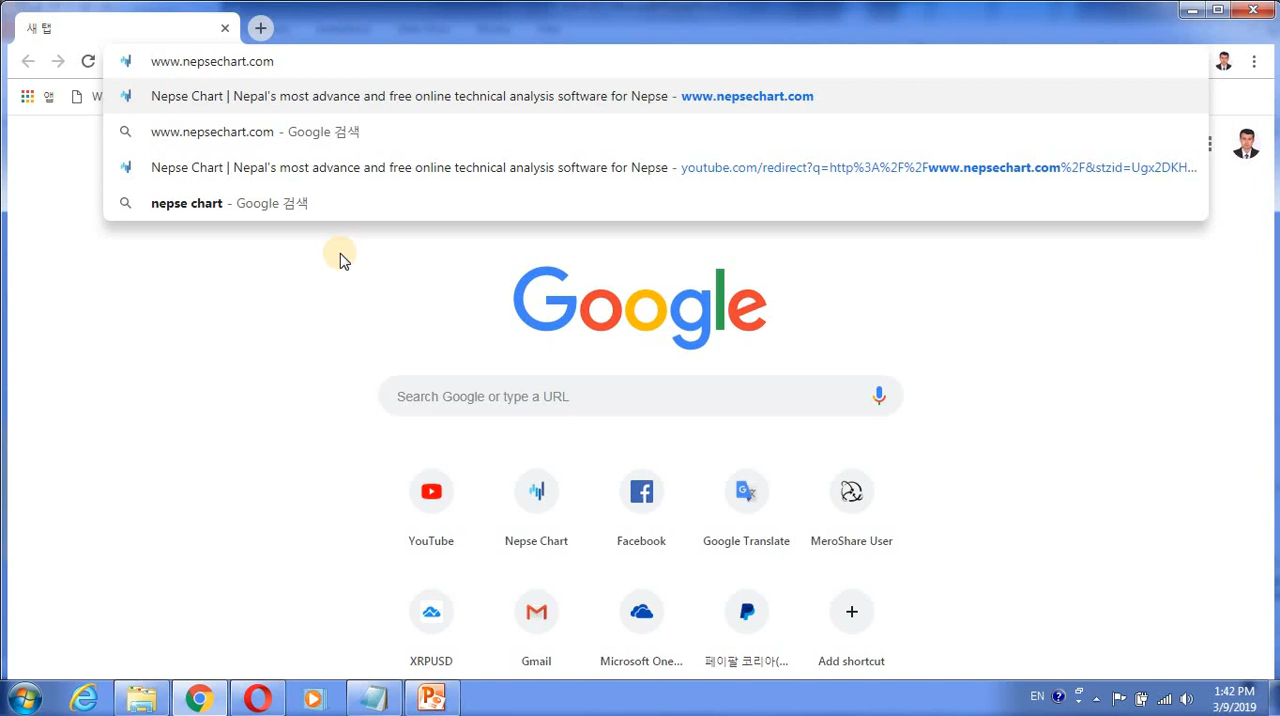 새 탭
www.nepsechart.com
앱
W
Nepse Chart | Nepal's most advance and free online technical analysis software for Nepse - www.nepsechart.com
www.nepsechart.com - Google 검색
Nepse Chart | Nepal's most advance and free online technical analysis software for Nepse - youtube.com/redirect?q=http%3A%2F%2Fwww.nepsechart.com%2F&stzid=Ugx2DKH...
nepse chart - Google 검색
Google
Search Google or type a URL
YouTube
Nepse Chart
Facebook
Google Translate
MeroShare User
XRPUSD
Gmail
Microsoft One...
페이팔 코리아(...
Add shortcut
EN
1:42 PM
3/9/2019